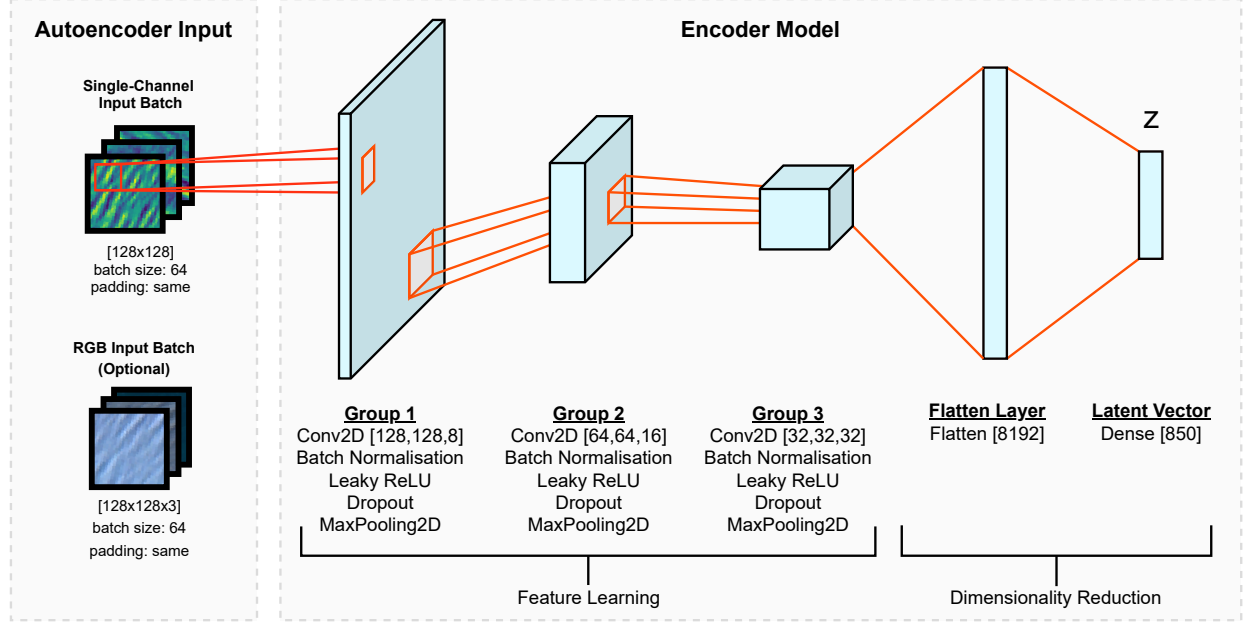 Autoencoder Input
Single-Channel
Input Batch
[128x128]
batch size: 64
padding: same
RGB Input Batch
(Optional)
[128x128x3]
batch size: 64
padding: same
Encoder Model
Z
Group 1
Conv2D [128,128,8]
Batch Normalisation
Leaky ReLU
Dropout
MaxPooling2D
Group 2
Conv2D [64,64,16]
Batch Normalisation
Leaky ReLU
Dropout
MaxPooling2D
Group 3
Conv2D [32,32,32]
Batch Normalisation
Leaky ReLU
Dropout
MaxPooling2D
Flatten Layer
Flatten [8192]
Latent Vector
Dense [850]
Feature Learning
Dimensionality Reduction